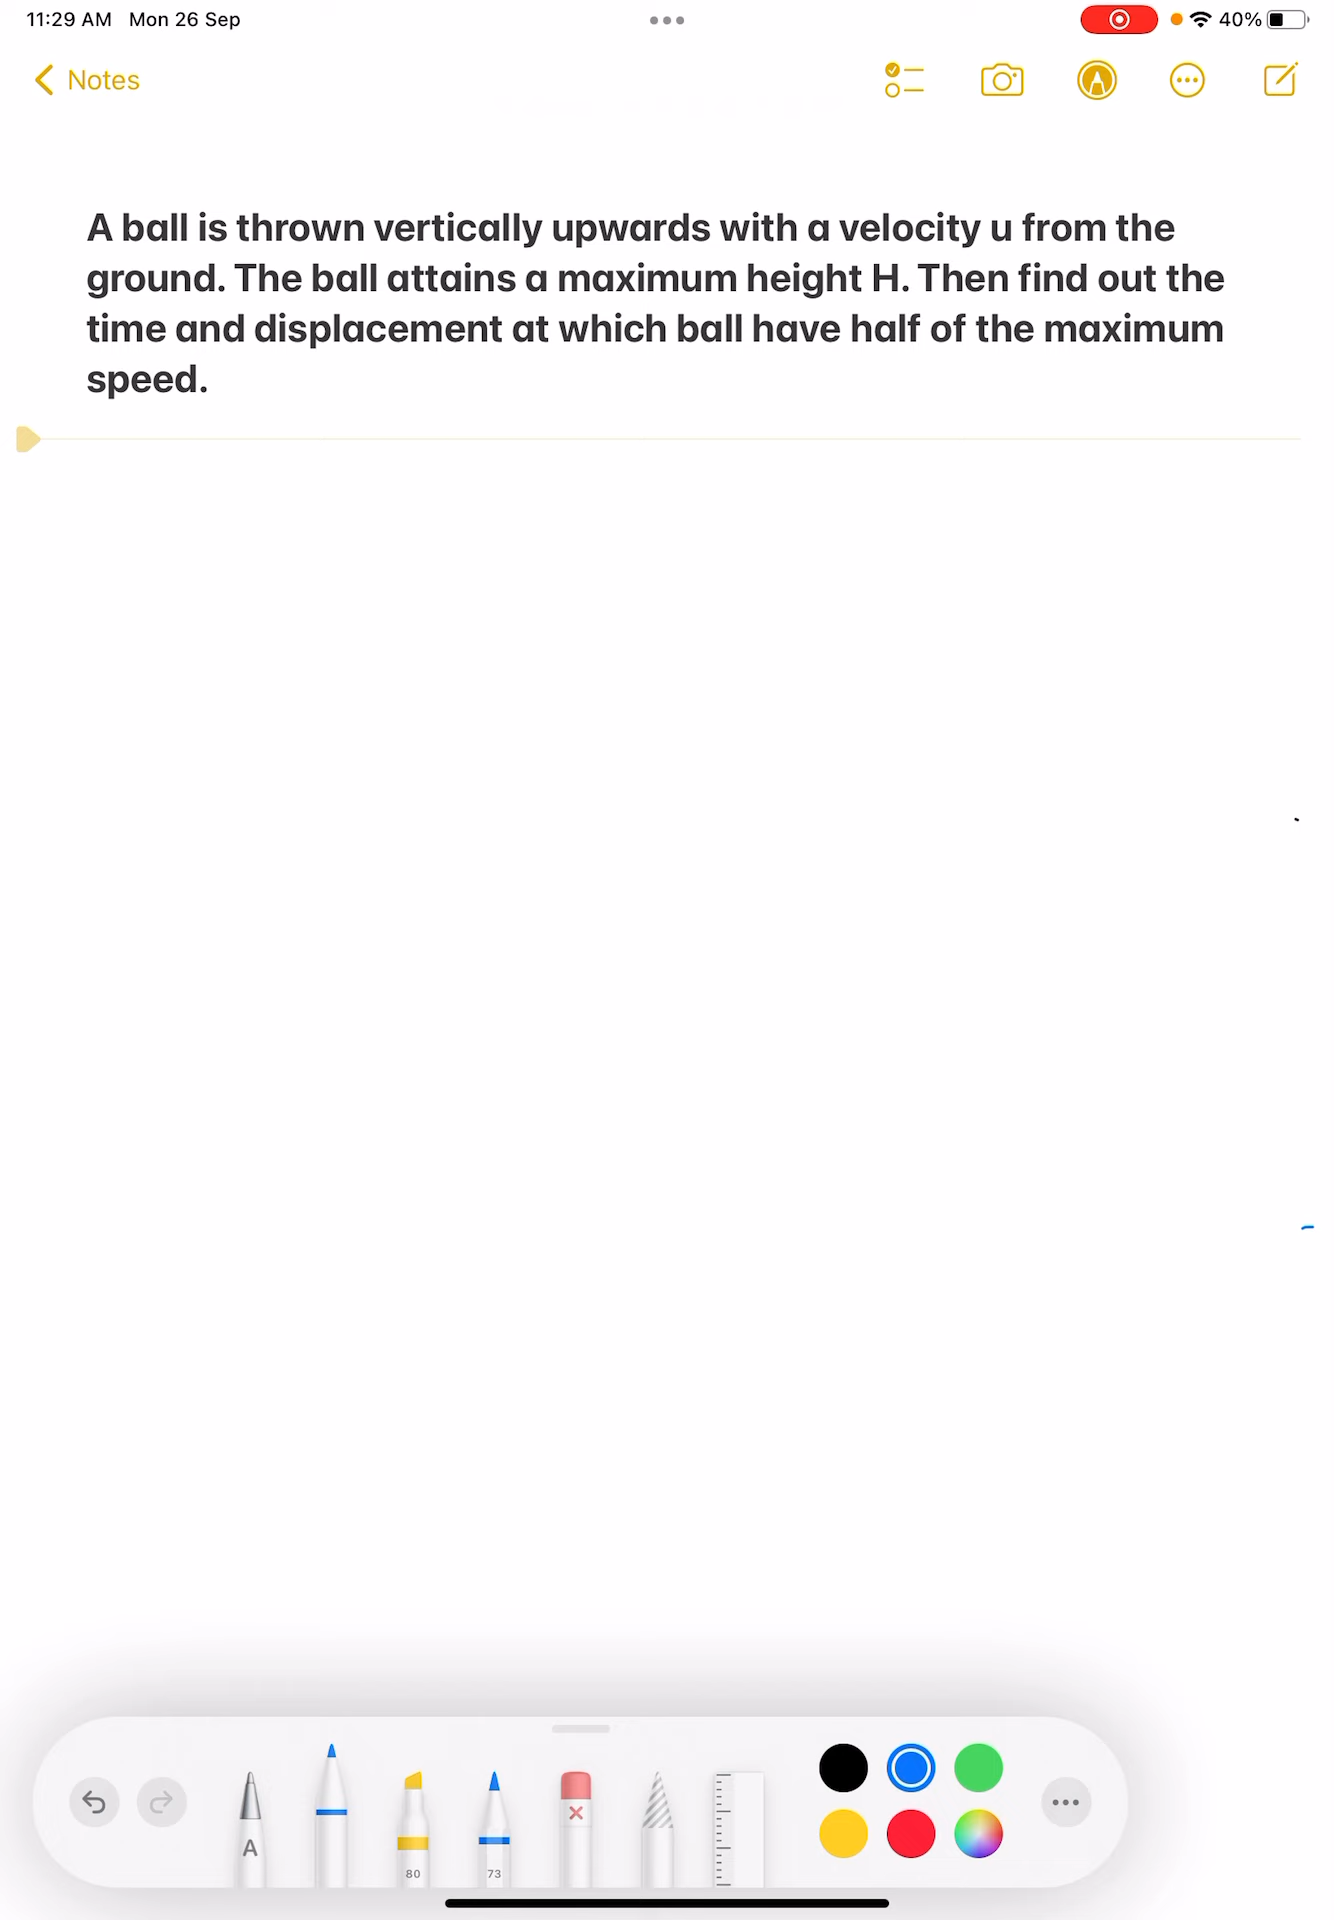 11:29 AM Mon 26 Sep 40%
Notes
A ball is thrown vertically upwards with a velocity u from the
ground. The ball attains a maximum height H. Then find out the
time and displacement at which ball have half of the maximum
speed.
A
80
73